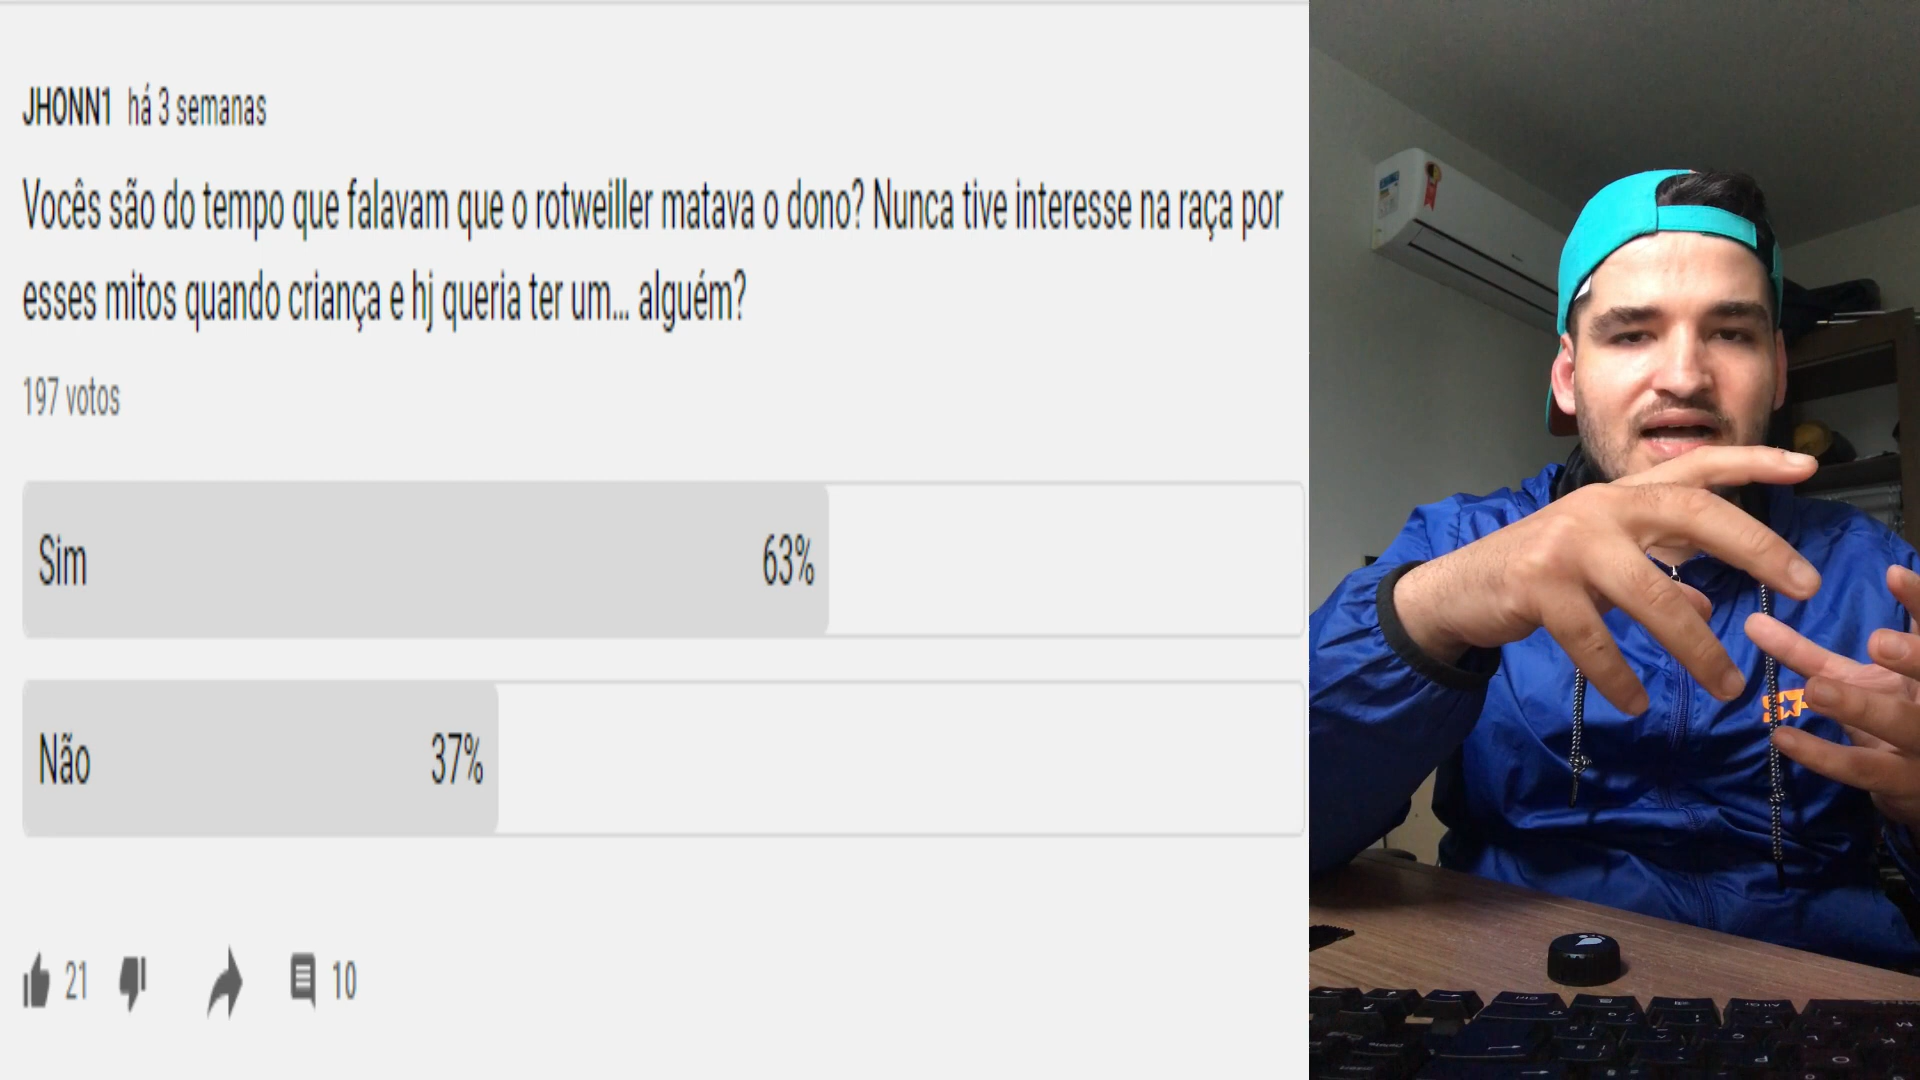 JHONN1 há 3 semanas
Vocês são do tempo que falavam que o rotweiller matava o dono? Nunca tive interesse na raça por
esses mitos quando criança e hj queria ter um... alguém?
197 votos
Sim 63%
Não 37%
21 10